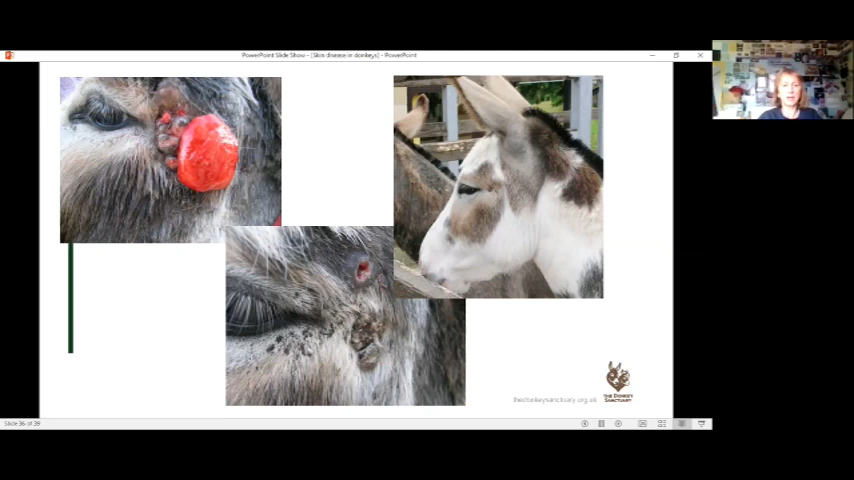 PowerPoint Slide Show - [Skin disease in donkeys] - PowerPoint
thedonkeysanctuary.org.uk
THE DONKEY
SANCTUARY
Slide 36 of 39